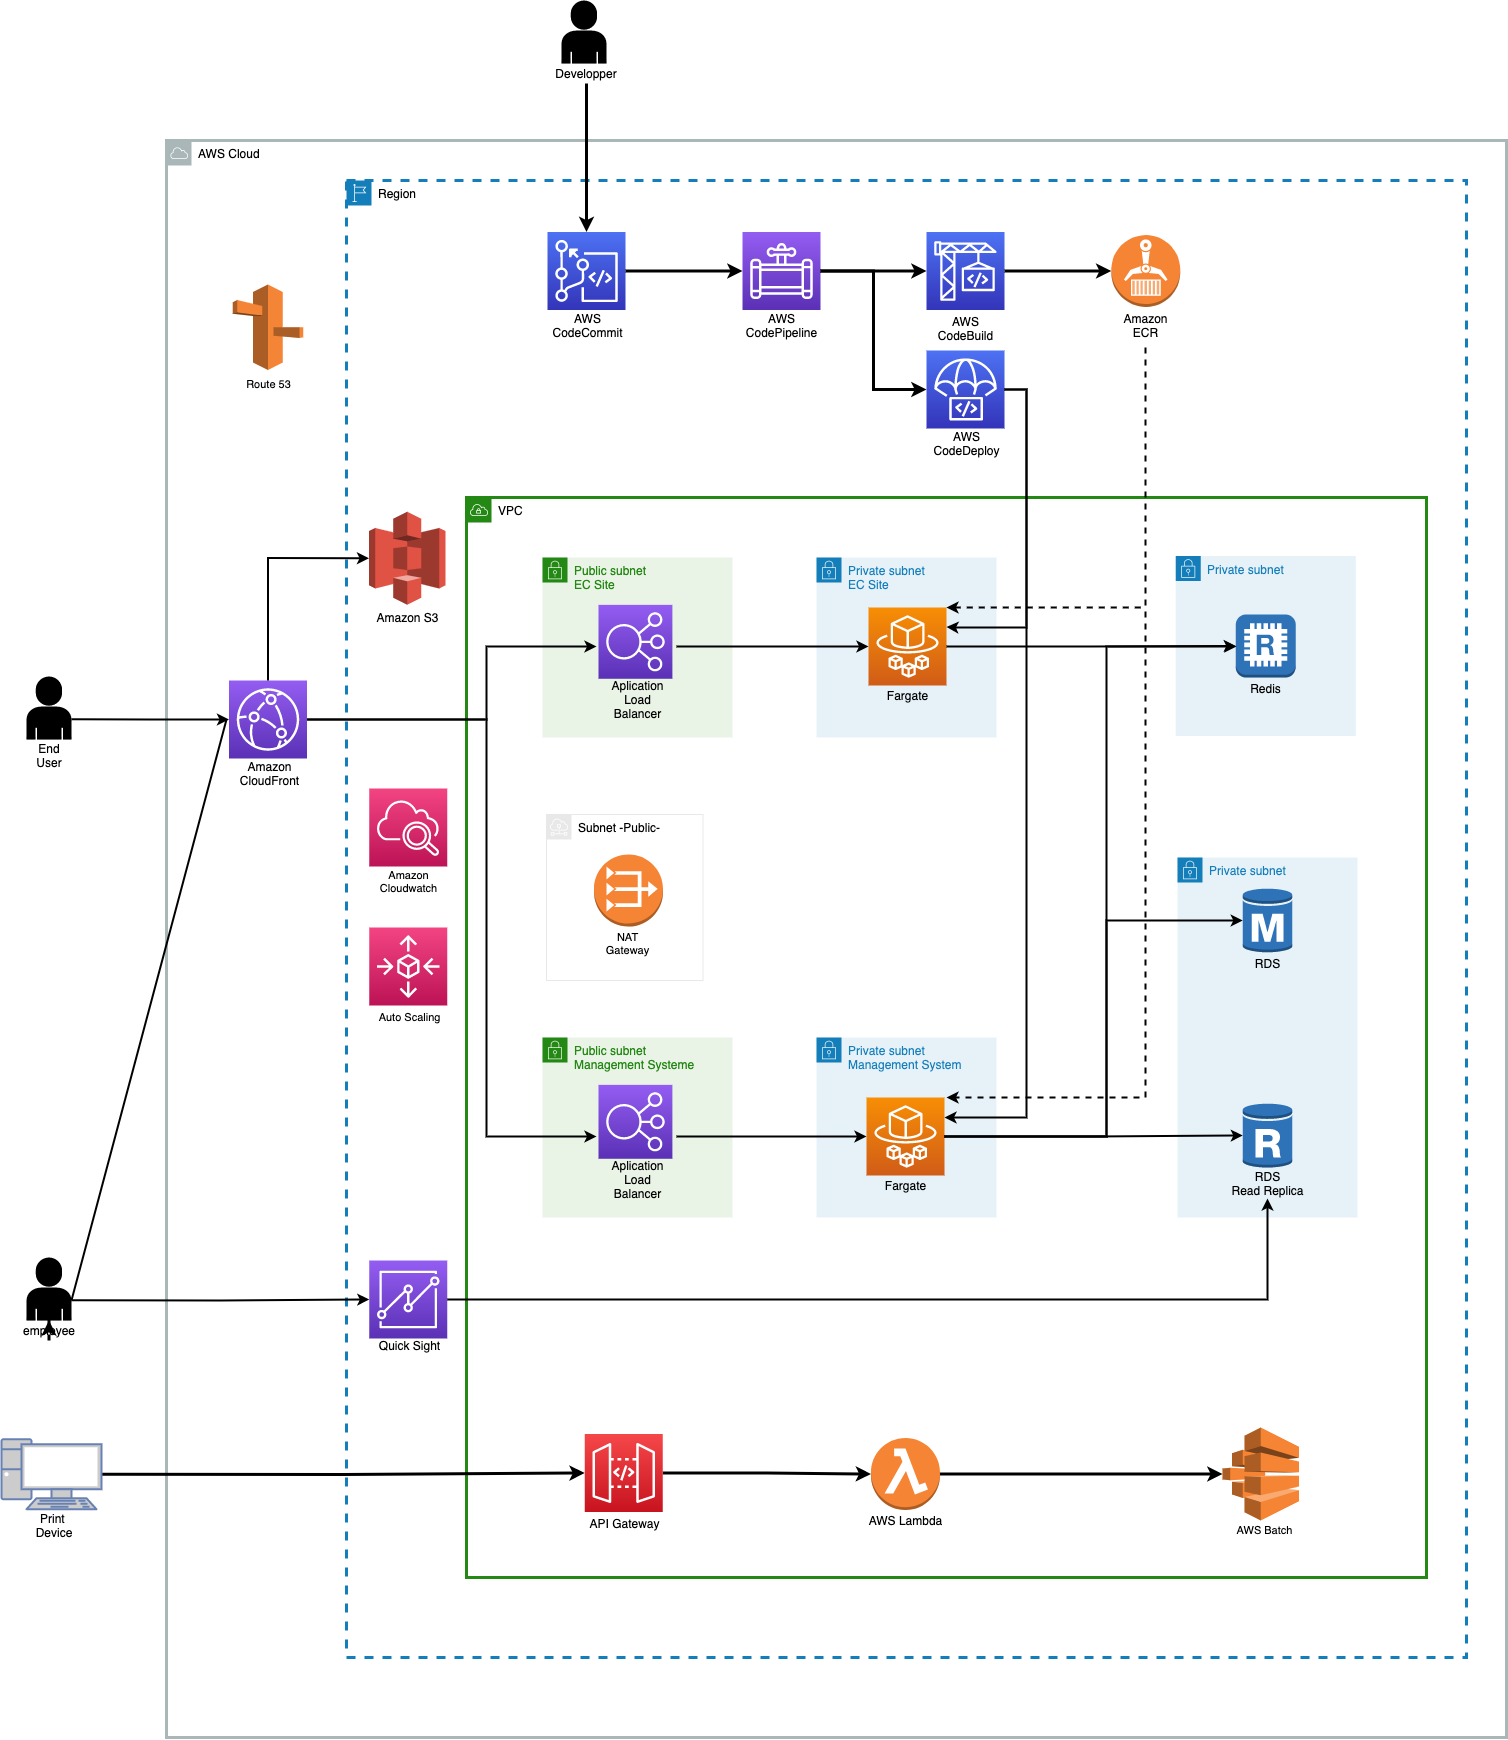 Developper
AWS Cloud
Region
AWS
CodeCommit
AWS
CodePipeline
AWS
CodeBuild
Amazon
ECR
Route 53
AWS
CodeDeploy
VPC
Amazon S3
Public subnet
EC Site
Private subnet
EC Site
Private subnet
R
Aplication
Load
Balancer
Fargate
Redis
End
User
Amazon
CloudFront
Subnet -Public-
Amazon
Cloudwatch
NAT
Gateway
Private subnet
M
RDS
Auto Scaling
Public subnet
Management Systeme
Private subnet
Management System
R
Aplication
Load
Balancer
Fargate
RDS
Read Replica
employee
Quick Sight
Print
Device
API Gateway
AWS Lambda
AWS Batch